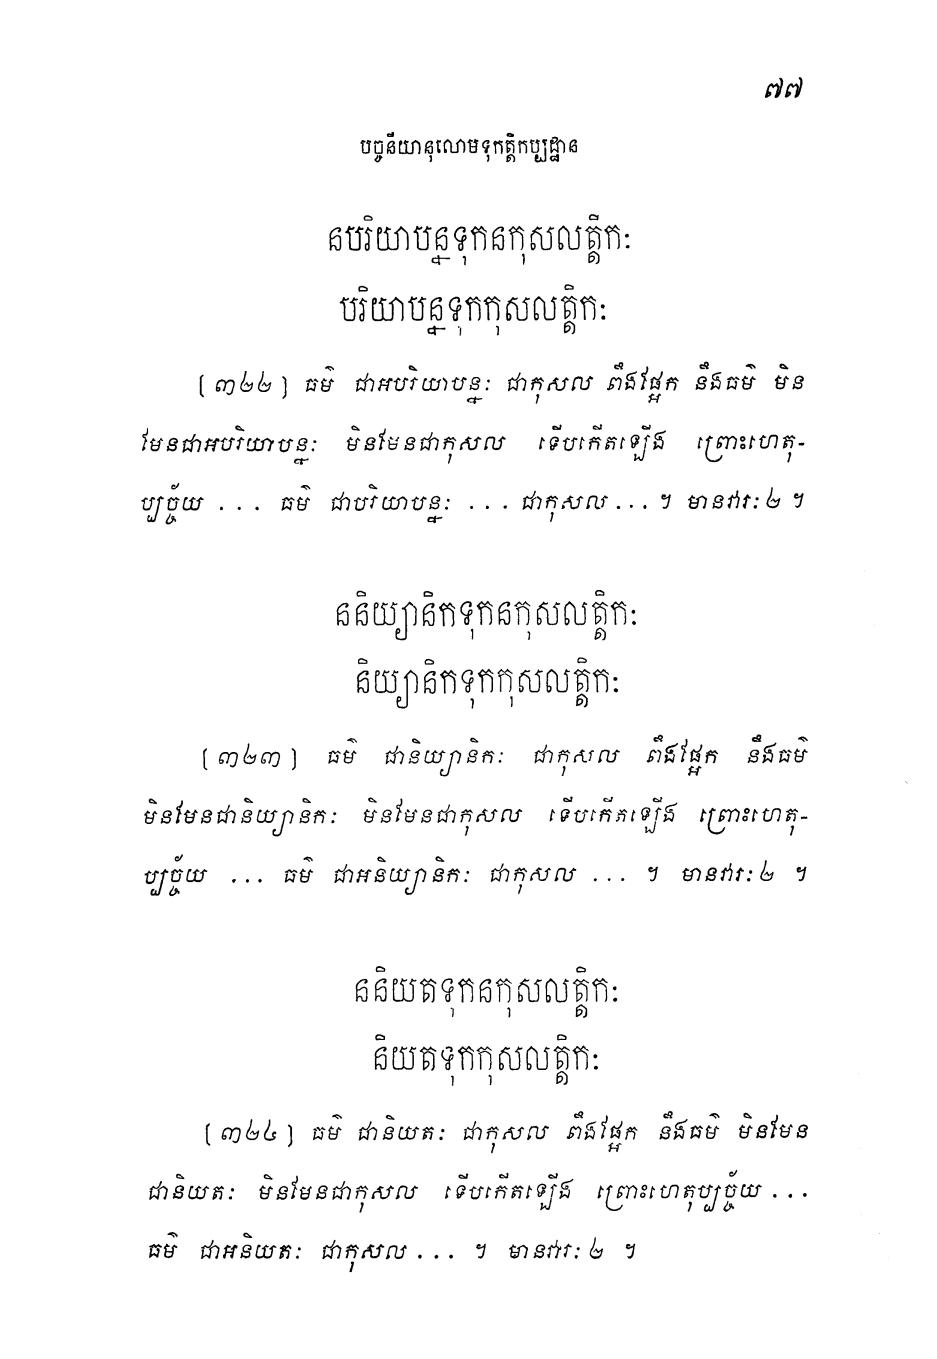 ៧៧
បច្ចនីយានុលោមទុកត្តិកប្បដ្ឋាន
នបរិយាបន្នទុកនកុសលត្តិកៈ
បរិយាបន្នទុកកុសលត្តិកៈ
(៣២២) ធម៌ ជាអបរិយាបន្នៈ ជាកុសល ពឹងផ្អែក នឹងធម៌ មិន
មែនជាអបរិយាបន្នៈ មិនមែនជាកុសល ទើបកើតឡើង ព្រោះហេតុ-
ប្បច្ច័យ ... ធម៌ ជាបរិយាបន្នៈ ... ជាកុសល ... ។ មានវារៈ ២ ។
ននិយ្យានិកទុកនកុសលត្តិកៈ
និយ្យានិកទុកកុសលត្តិកៈ
(៣២៣) ធម៌ ជានិយ្យានិកៈ ជាកុសល ពឹងផ្អែក នឹងធម៌
មិនមែនជានិយ្យានិកៈ មិនមែនជាកុសល ទើបកើតឡើង ព្រោះហេតុ-
ប្បច្ច័យ ... ធម៌ ជាអនិយ្យានិកៈ ជាកុសល ... ។ មានវារៈ ២ ។
ននិយតទុកនកុសលត្តិកៈ
និយតទុកកុសលត្តិកៈ
(៣២៤) ធម៌ ជានិយតៈ ជាកុសល ពឹងផ្អែក នឹងធម៌ មិនមែន
ជានិយតៈ មិនមែនជាកុសល ទើបកើតឡើង ព្រោះហេតុប្បច្ច័យ ...
ធម៌ ជាអនិយតៈ ជាកុសល ... ។ មានវារៈ ២ ។